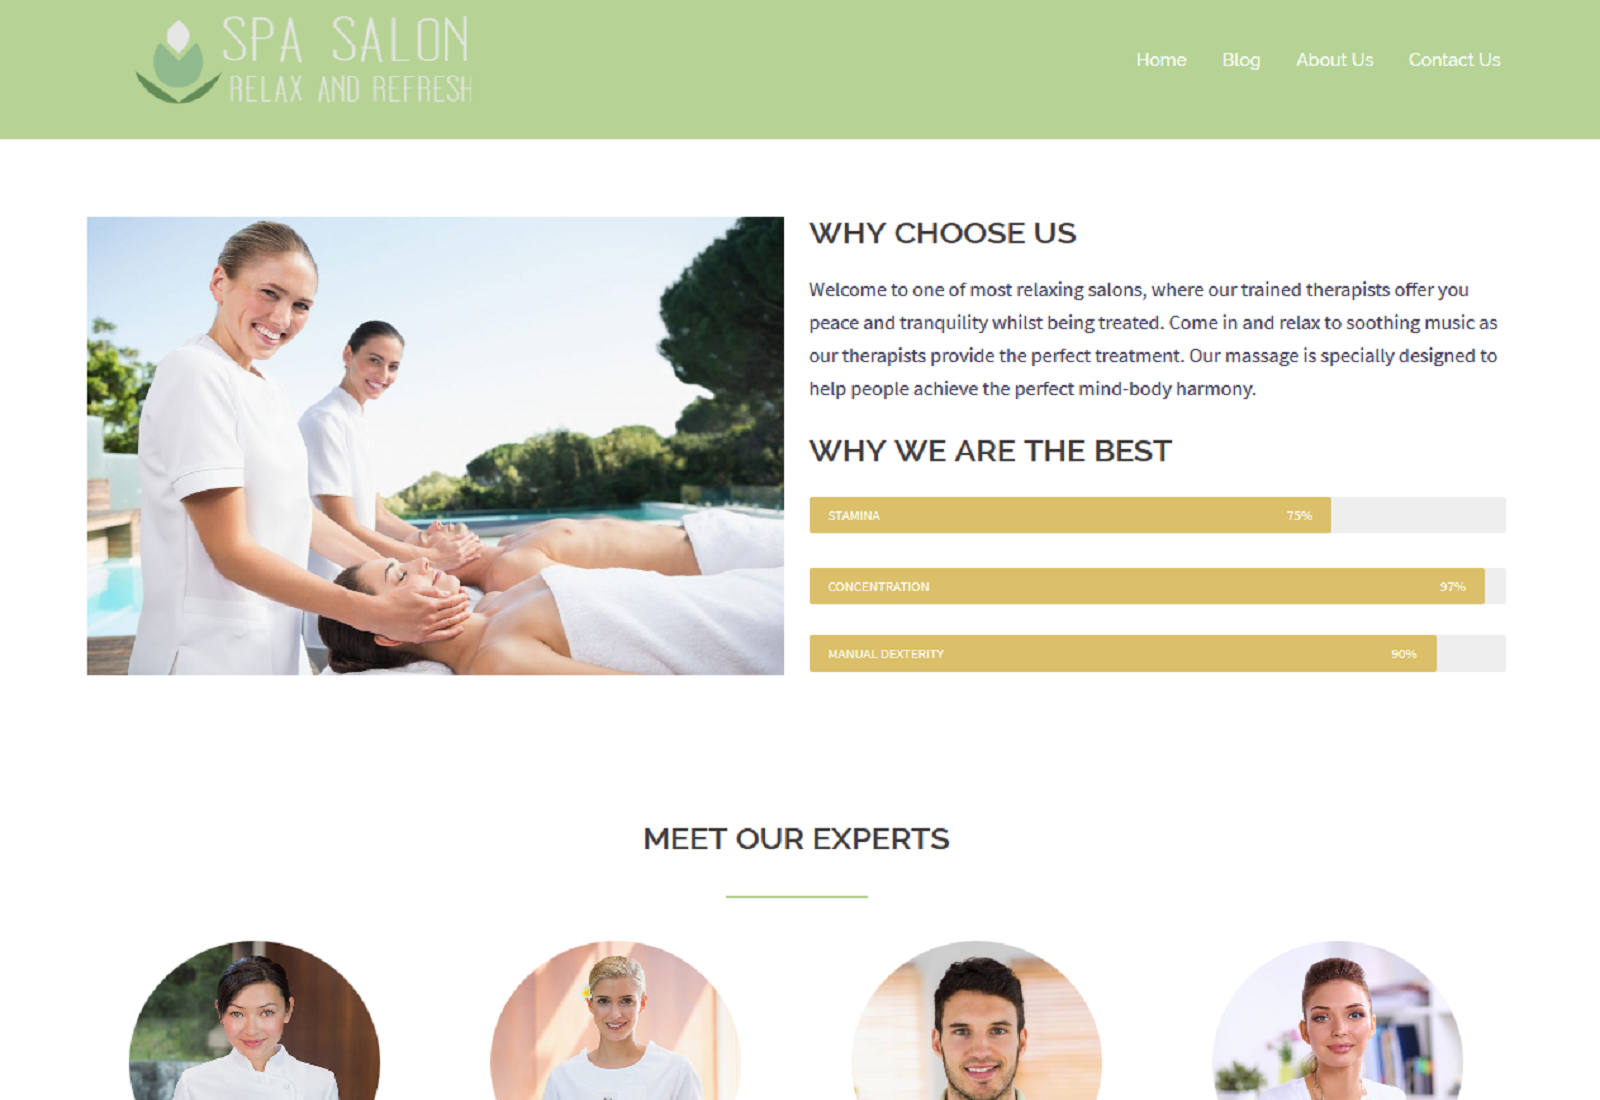 SPA SALON
RELAX AND REFRESH
Home Blog About Us Contact Us
WHY CHOOSE US
Welcome to one of most relaxing salons, where our trained therapists offer you
peace and tranquility whilst being treated. Come in and relax to soothing music as
our therapists provide the perfect treatment. Our massage is specially designed to
help people achieve the perfect mind-body harmony.
WHY WE ARE THE BEST
STAMINA 75%
CONCENTRATION 97%
MANUAL DEXTERITY 90%
MEET OUR EXPERTS